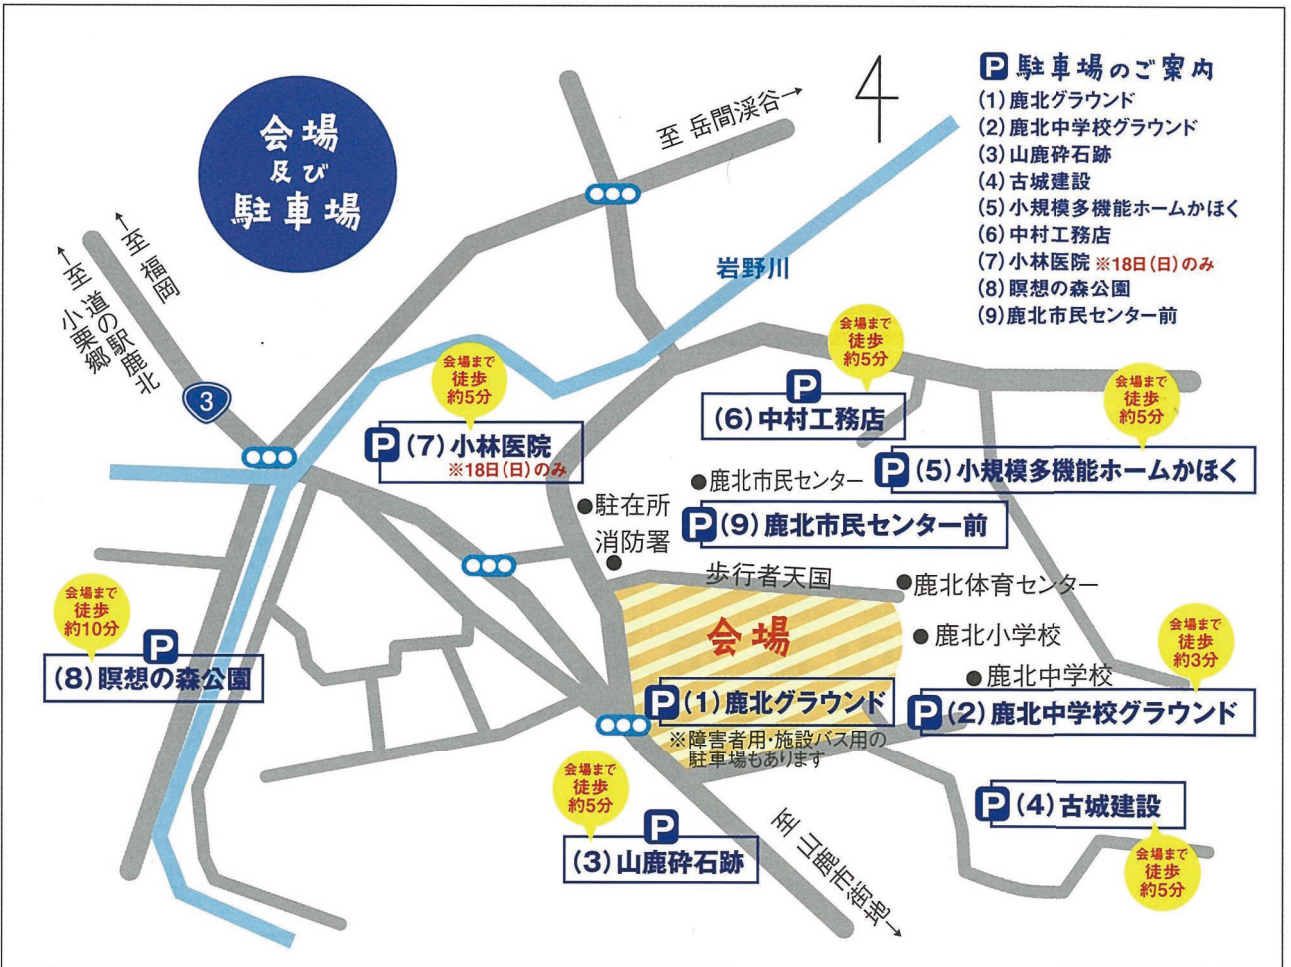 会場
及び
駐車場
P 駐車場のご案内
(1)鹿北グラウンド
(2)鹿北中学校グラウンド
(3)山鹿砕石跡
(4)古城建設
(5)小規模多機能ホームかほく
(6)中村工務店
(7)小林医院 ※18日(日)のみ
(8)瞑想の森公園
(9)鹿北市民センター前
至 岳間渓谷→
←至 福岡
←至 道の駅鹿北
小栗郷
岩野川
3
会場まで
徒歩
約5分
P (7)小林医院
※18日(日)のみ
会場まで
徒歩
約5分
P
(6)中村工務店
会場まで
徒歩
約5分
P (5)小規模多機能ホームかほく
●鹿北市民センター
P (9)鹿北市民センター前
●駐在所
消防署
歩行者天国
●鹿北体育センター
●鹿北小学校
●鹿北中学校
会場
P (1)鹿北グラウンド
※障害者用・施設バス用の
駐車場もあります
会場まで
徒歩
約3分
P (2)鹿北中学校グラウンド
会場まで
徒歩
約10分
P
(8)瞑想の森公園
会場まで
徒歩
約5分
P
(3)山鹿砕石跡
P (4)古城建設
会場まで
徒歩
約5分
至 山鹿市街地→